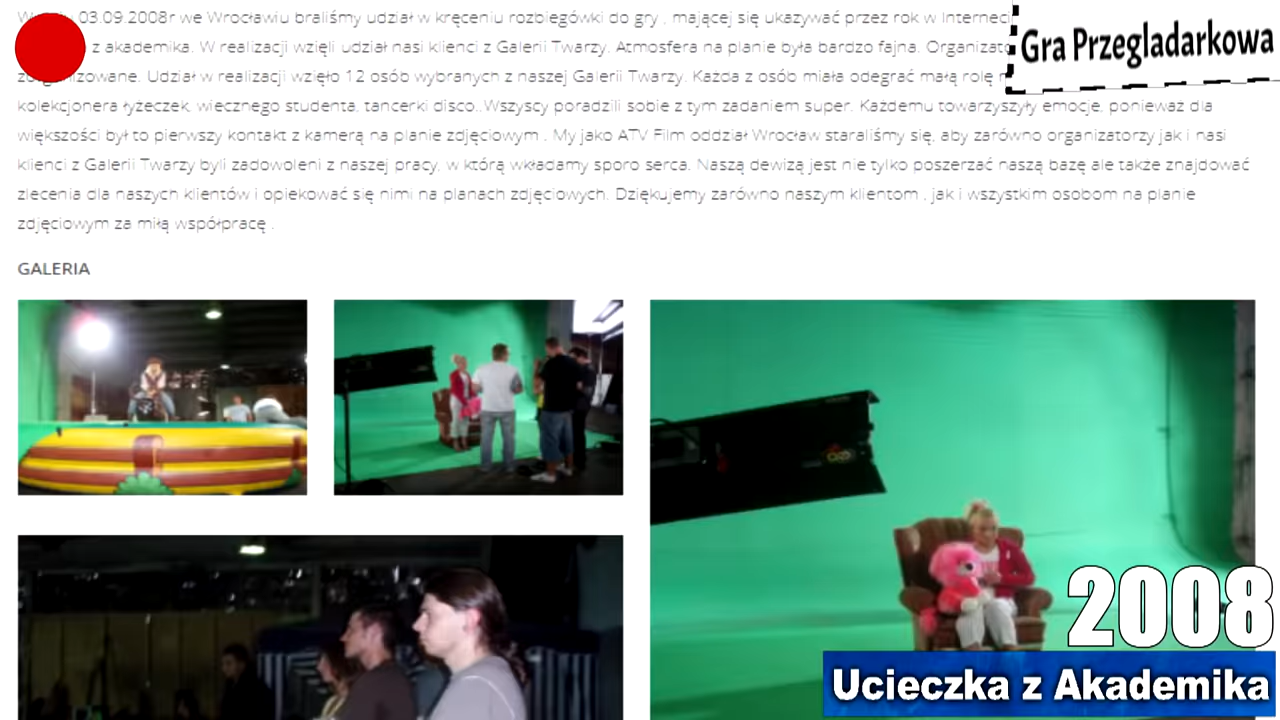 03.09 2008r we Wrocławiu braliśmy udział w kręceniu rozbiegówki do gry , mającej się ukazywać przez rok w Interneci
z akademika. W realizacji wzięli udział nasi klienci z Galerii Twarzy. Atmosfera na planie była bardzo fajna. Organizato
zorganizowane. Udział w realizacji wzięło 12 osób wybranych z naszej Galerii Twarzy. Każda z osób miała odegrać małą rolę
kolekcjonera łyżeczek, wiecznego studenta, tancerki disco..Wszyscy poradzili sobie z tym zadaniem super. Każdemu towarzyszyły emocje, ponieważ dla
większości był to pierwszy kontakt z kamerą na planie zdjęciowym . My jako ATV Film oddział Wrocław staraliśmy się, aby zarówno organizatorzy jak i nasi
klienci z Galerii Twarzy byli zadowoleni z naszej pracy, w którą wkładamy sporo serca. Naszą dewizą jest nie tylko poszerzać naszą bazę ale także znajdować
zlecenia dla naszych klientów i opiekować się nimi na planach zdjęciowych. Dziękujemy zarówno naszym klientom , jak i wszystkim osobom na planie
zdjęciowym za miłą współpracę .
Gra Przegladarkowa
GALERIA
2008
Ucieczka z Akademika